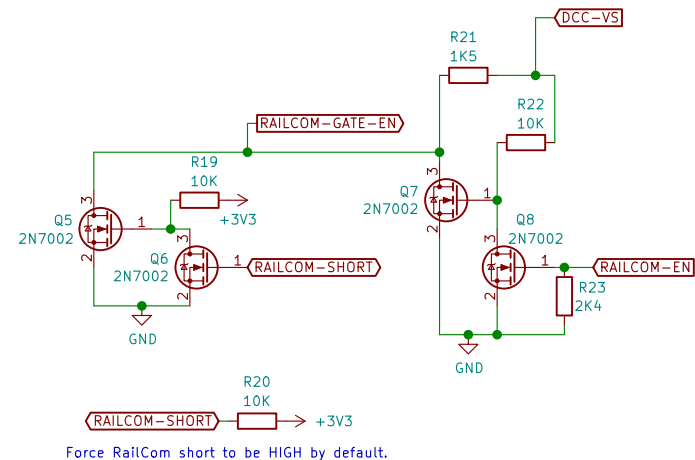 DCC-VS
R21
1K5
R22
10K
RAILCOM-GATE-EN
R19
10K
+3V3
3
Q5
2N7002
1
2
3
Q6
2N7002
1
2
RAILCOM-SHORT
GND
3
Q7
2N7002
1
2
3
Q8
2N7002
1
2
RAILCOM-EN
R23
2K4
GND
R20
10K
RAILCOM-SHORT
+3V3
Force RailCom short to be HIGH by default.